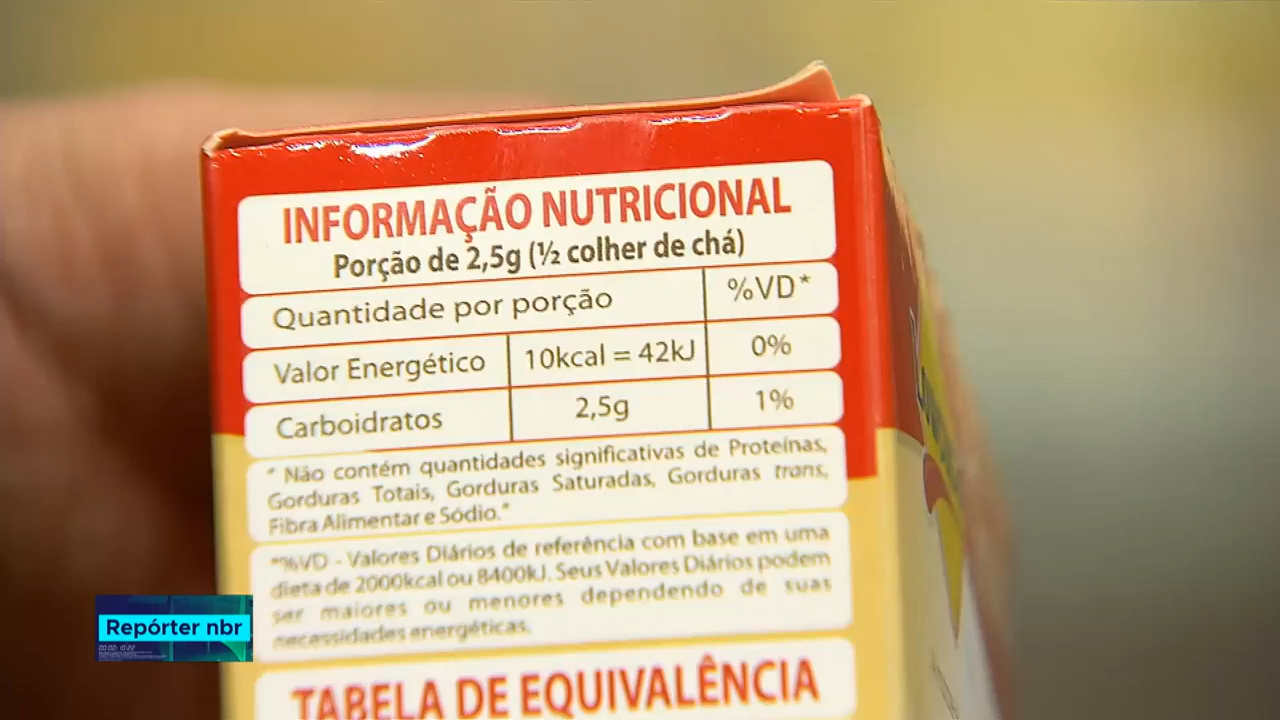 INFORMAÇÃO NUTRICIONAL
Porção de 2,5g (½ colher de chá)
Quantidade por porção %VD*
Valor Energético 10kcal = 42kJ 0%
Carboidratos 2,5g 1%
" Não contém quantidades significativas de Proteínas,
Gorduras Totais, Gorduras Saturadas, Gorduras trans,
Fibra Alimentar e Sódio."
*%VD - Valores Diários de referência com base em uma
dieta de 2000kcal ou 8400kJ. Seus Valores Diários podem
ser maiores ou menores dependendo de suas
necessidades energéticas.
TABELA DE EQUIVALÊNCIA
Repórter nbr